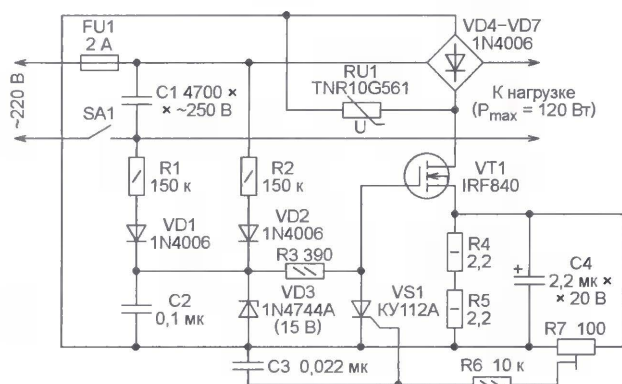 FU1
2 А
VD4–VD7
1N4006
~220 В
C1 4700 ×
× ~250 В
RU1
TNR10G561
U
К нагрузке
(Pmax = 120 Вт)
SA1
R1
150 к
R2
150 к
VT1
IRF840
VD1
1N4006
VD2
1N4006
R3 390
R4
2,2
C4
2,2 мк ×
× 20 В
+
C2
0,1 мк
VD3
1N4744A
(15 В)
VS1
КУ112А
R5
2,2
R7 100
C3 0,022 мк
R6 10 к